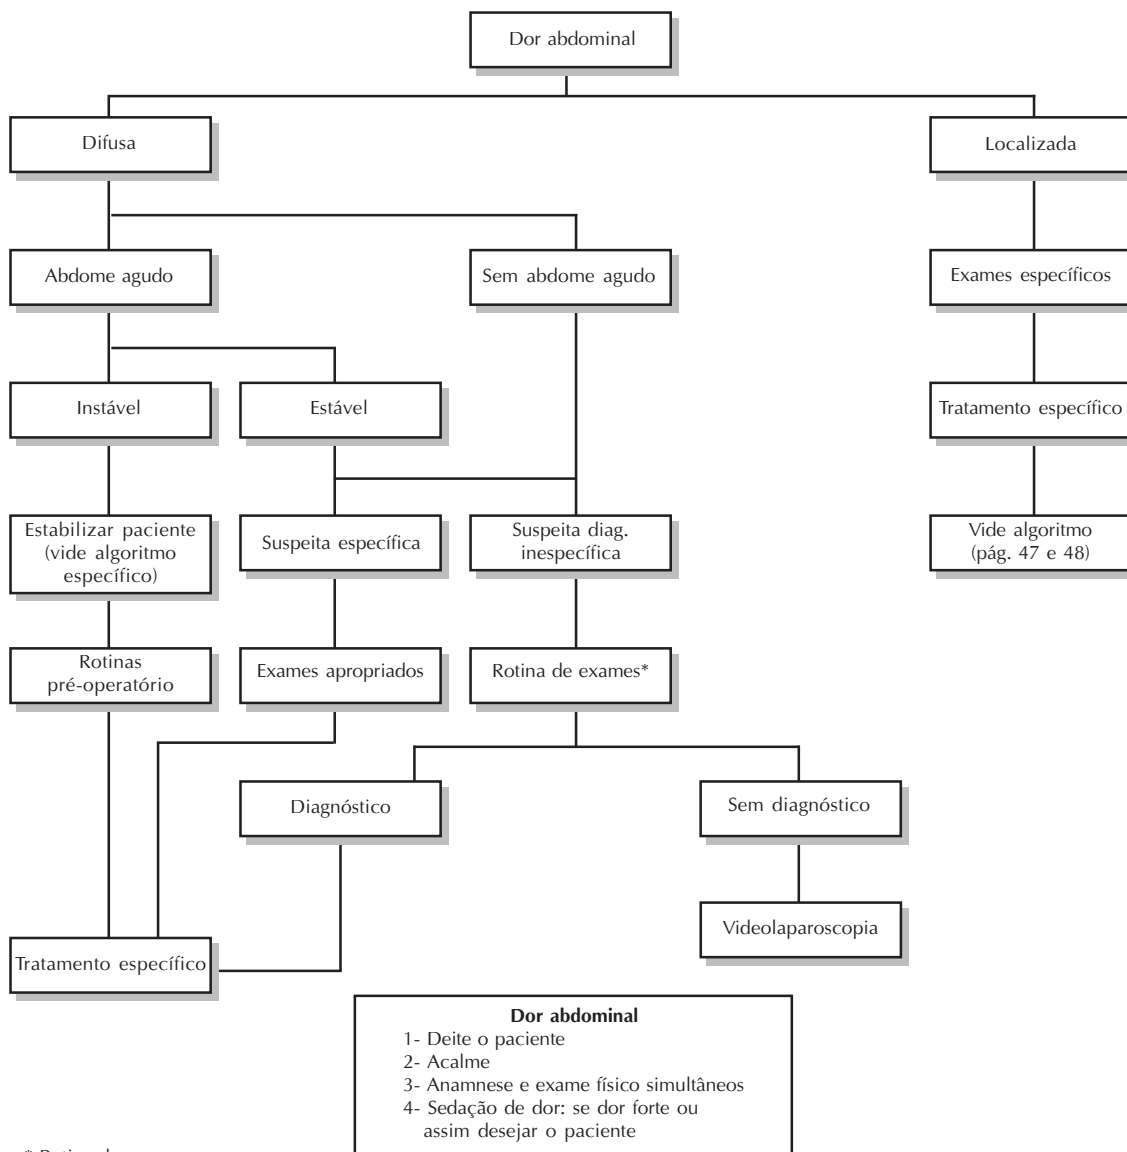 Dor abdominal
Difusa
Localizada
Abdome agudo
Sem abdome agudo
Exames específicos
Instável
Estável
Tratamento específico
Estabilizar paciente
(vide algoritmo
específico)
Suspeita específica
Suspeita diag.
inespecífica
Vide algoritmo
(pág. 47 e 48)
Rotinas
pré-operatório
Exames apropriados
Rotina de exames*
Diagnóstico
Sem diagnóstico
Videolaparoscopia
Tratamento específico
Dor abdominal
1- Deite o paciente
2- Acalme
3- Anamnese e exame físico simultâneos
4- Sedação de dor: se dor forte ou
assim desejar o paciente